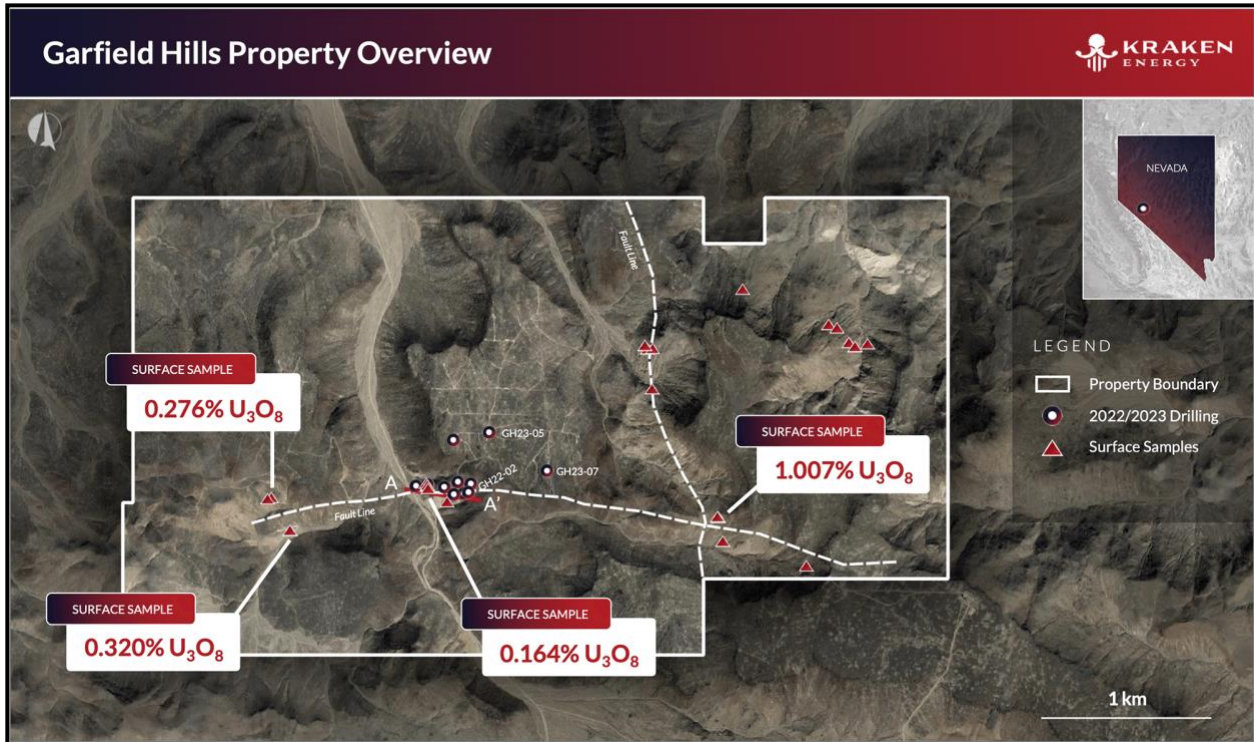 Garfield Hills Property Overview
KRAKEN
ENERGY
NEVADA
Fault Line
LEGEND
Property Boundary
2022/2023 Drilling
Surface Samples
SURFACE SAMPLE
0.276% U₃O₈
SURFACE SAMPLE
1.007% U₃O₈
GH23-05
GH23-07
GH22-02
A
A'
Fault Line
SURFACE SAMPLE
0.320% U₃O₈
SURFACE SAMPLE
0.164% U₃O₈
1 km